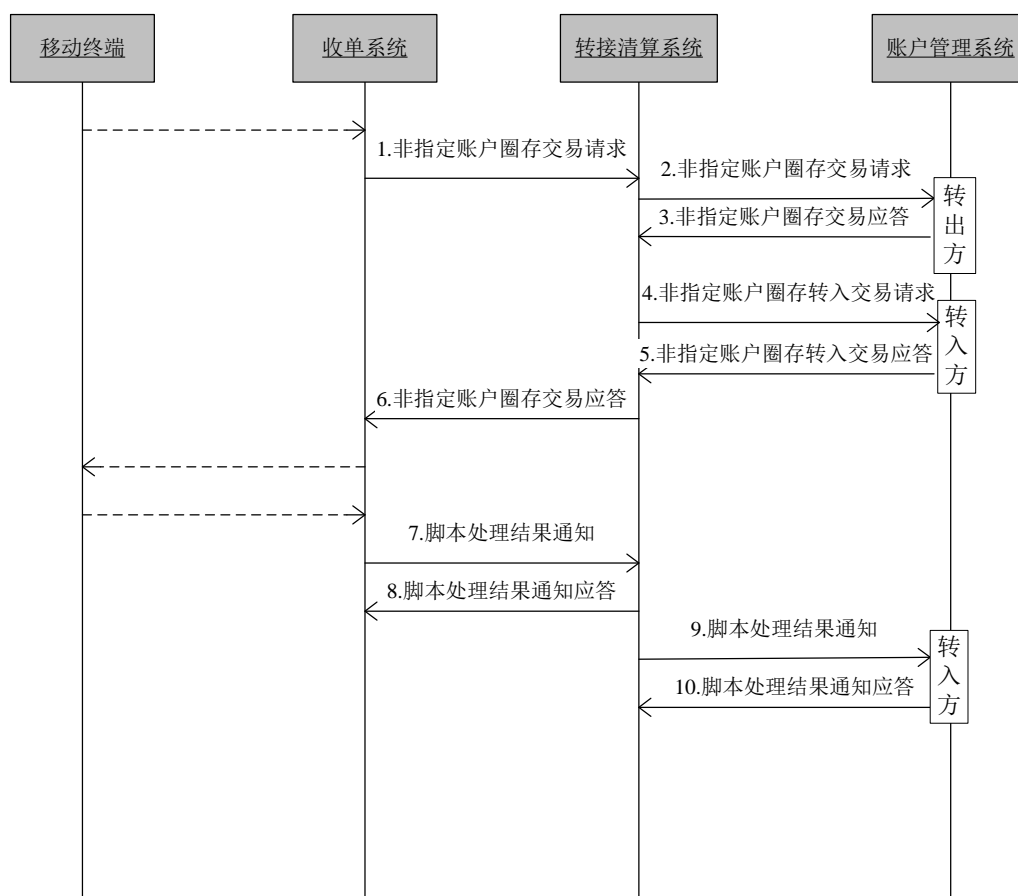 移动终端
收单系统
转接清算系统
账户管理系统
1.非指定账户圈存交易请求
2.非指定账户圈存交易请求
3.非指定账户圈存交易应答
转出方
4.非指定账户圈存转入交易请求
5.非指定账户圈存转入交易应答
转入方
6.非指定账户圈存交易应答
7.脚本处理结果通知
8.脚本处理结果通知应答
9.脚本处理结果通知
10.脚本处理结果通知应答
转入方